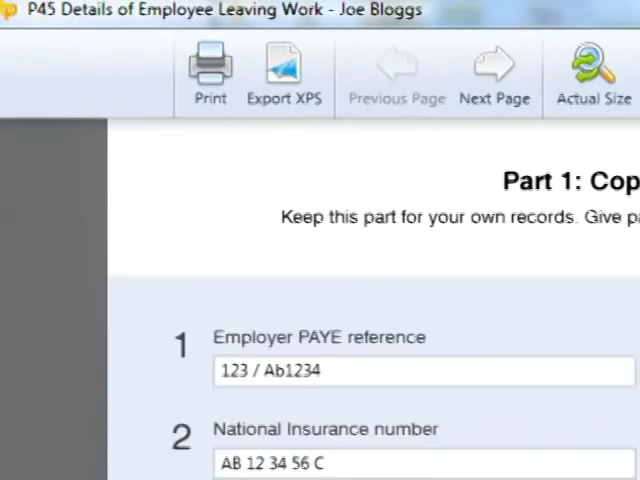 P45 Details of Employee Leaving Work - Joe Bloggs
Print Export XPS Previous Page Next Page Actual Size
Part 1: Cop
Keep this part for your own records. Give p
1 Employer PAYE reference
123 / Ab1234
2 National Insurance number
AB 12 34 56 C